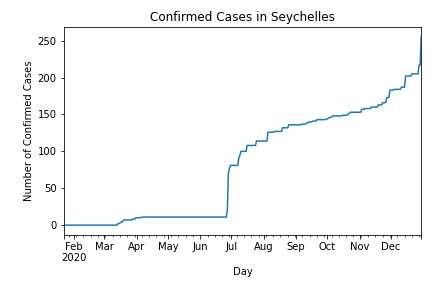 Confirmed Cases in Seychelles
Number of Confirmed Cases
250
200
150
100
50
0
Feb Mar Apr May Jun Jul Aug Sep Oct Nov Dec
2020
Day